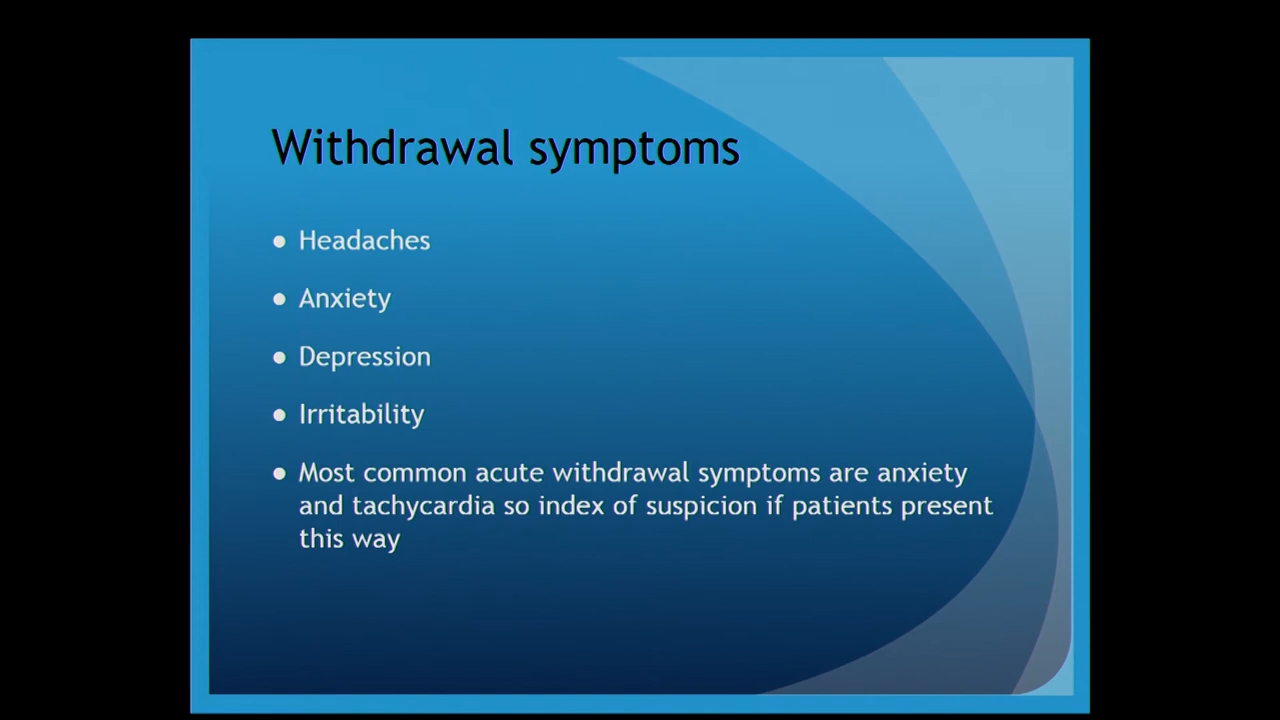 Withdrawal symptoms
● Headaches
● Anxiety
● Depression
● Irritability
● Most common acute withdrawal symptoms are anxiety
and tachycardia so index of suspicion if patients present
this way